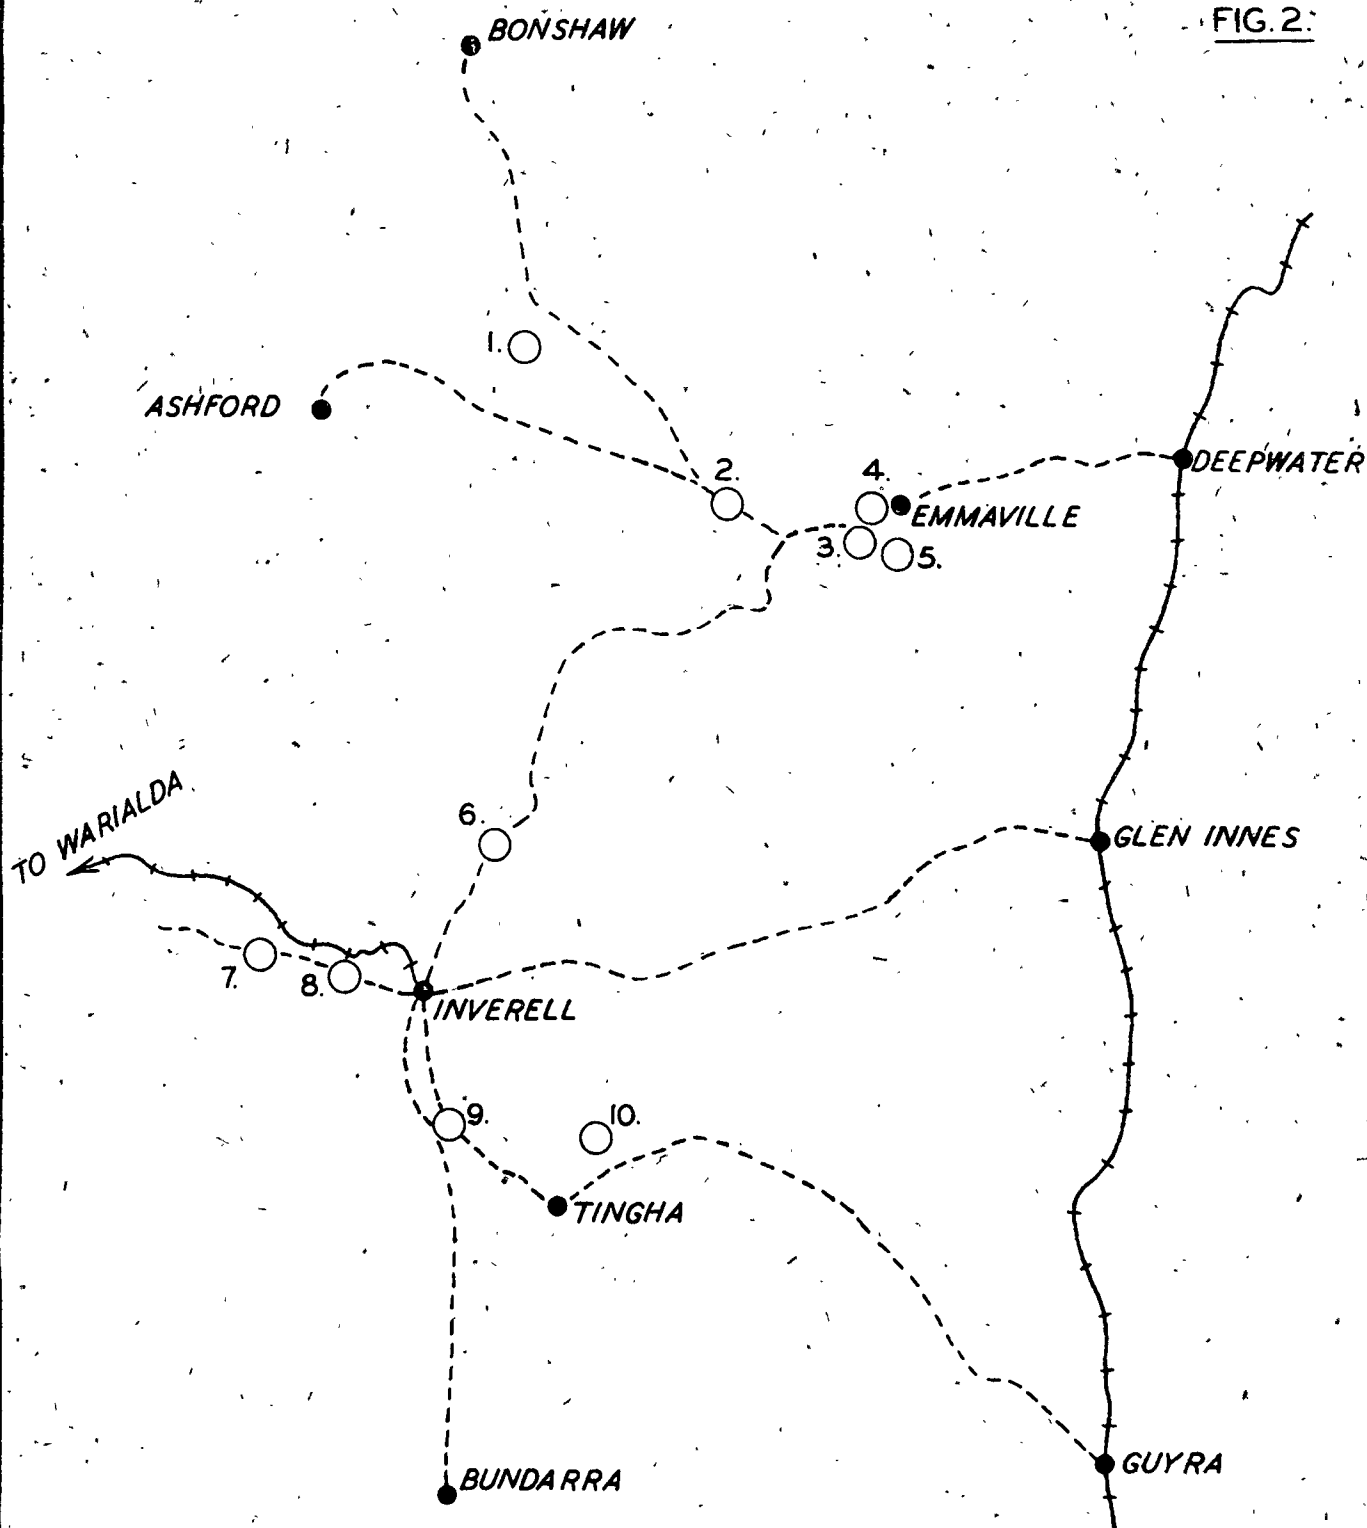 FIG. 2.
BONSHAW
1.
ASHFORD
2.
4.
DEEPWATER
EMMAVILLE
3.
5.
TO WARIALDA
6.
GLEN INNES
7.
8.
INVERELL
9.
10.
TINGHA
BUNDARRA
GUYRA